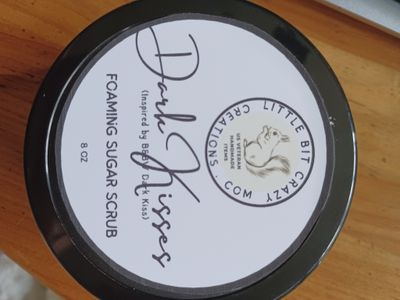 LITTLE BIT CRAZY
CREATIONS . COM
US VETERAN
HANDMADE
ITEMS
Dark Kisses
(Inspired by BBBW Dark Kiss)
FOAMING SUGAR SCRUB
8 OZ